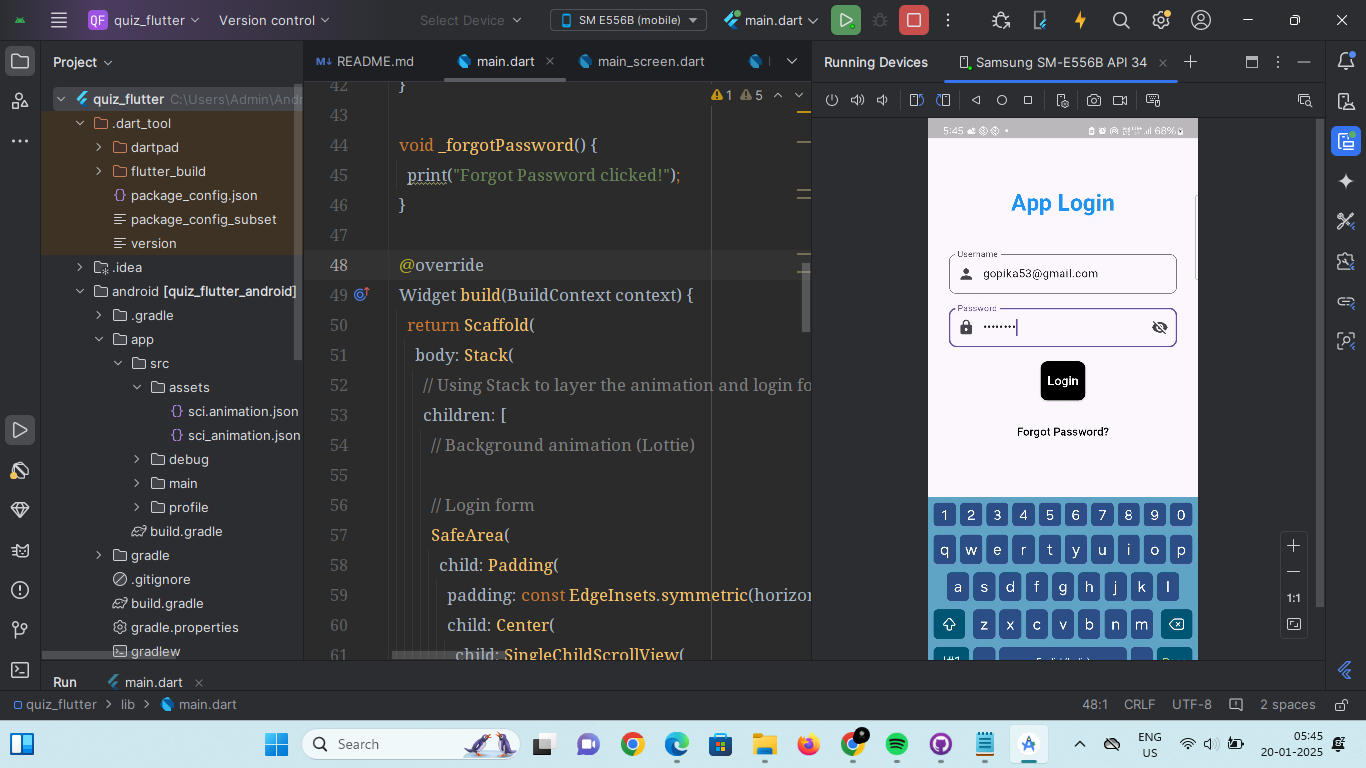 QF quiz_flutter Version control Select Device SM E556B (mobile) main.dart
Project
README.md main.dart main_screen.dart
Running Devices Samsung SM-E556B API 34
quiz_flutter C:\Users\Admin\Andr
.dart_tool
dartpad
flutter_build
package_config.json
package_config_subset
version
.idea
android [quiz_flutter_android]
.gradle
app
src
assets
sci.animation.json
sci_animation.json
debug
main
profile
build.gradle
gradle
.gitignore
build.gradle
gradle.properties
gradlew
1 5
42 }
43
44 void _forgotPassword() {
45 print("Forgot Password clicked!");
46 }
47
48 @override
49 Widget build(BuildContext context) {
50 return Scaffold(
51 body: Stack(
52 // Using Stack to layer the animation and login fo
53 children: [
54 // Background animation (Lottie)
55
56 // Login form
57 SafeArea(
58 child: Padding(
59 padding: const EdgeInsets.symmetric(horizon
60 child: Center(
61 child: SingleChildScrollView(
5:45 68%
App Login
Username
gopika53@gmail.com
Password
••••••••
Login
Forgot Password?
1 2 3 4 5 6 7 8 9 0
q w e r t y u i o p
a s d f g h j k l
z x c v b n m
1:1
Run main.dart
quiz_flutter > lib > main.dart 48:1 CRLF UTF-8 2 spaces
Search
ENG
US
05:45
20-01-2025